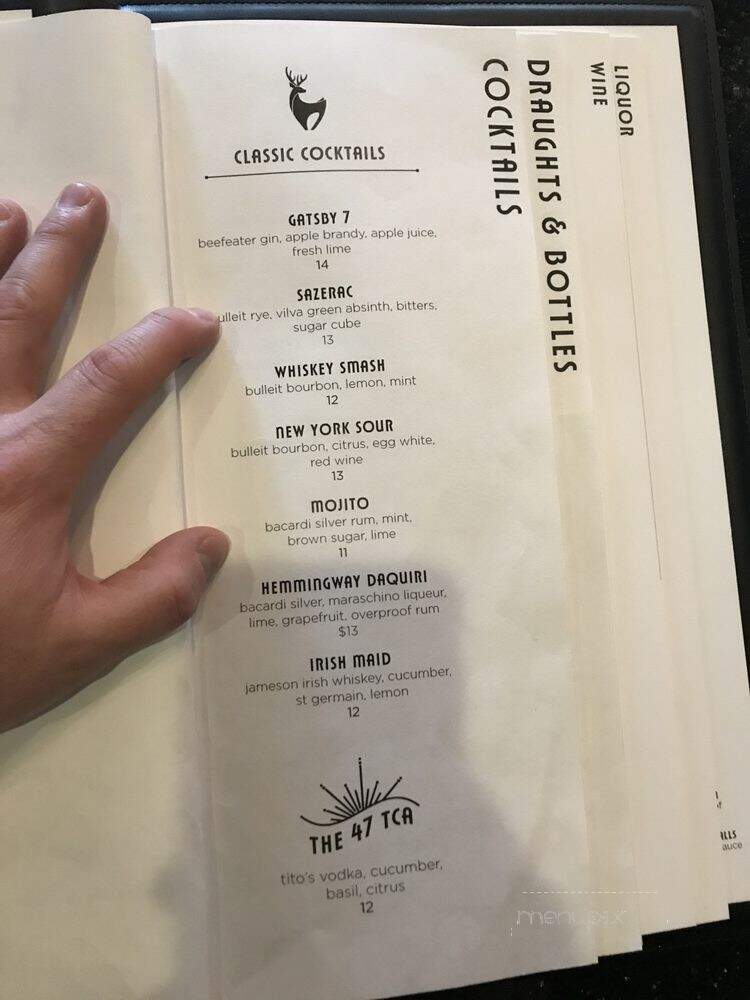 CLASSIC COCKTAILS
GATSBY 7
beefeater gin, apple brandy, apple juice,
fresh lime
14
SAZERAC
ulleit rye, vilva green absinth, bitters,
sugar cube
13
WHISKEY SMASH
bulleit bourbon, lemon, mint
12
NEW YORK SOUR
bulleit bourbon, citrus, egg white,
red wine
13
MOJITO
bacardi silver rum, mint,
brown sugar, lime
11
HEMMINGWAY DAQUIRI
bacardi silver, maraschino liqueur,
lime, grapefruit, overproof rum
$13
IRISH MAID
jameson irish whiskey, cucumber,
st germain, lemon
12
THE 47 TCA
tito's vodka, cucumber,
basil, citrus
12
COCKTAILS
DRAUGHTS & BOTTLES
WINE
LIQUOR
LLS
auce
menupix